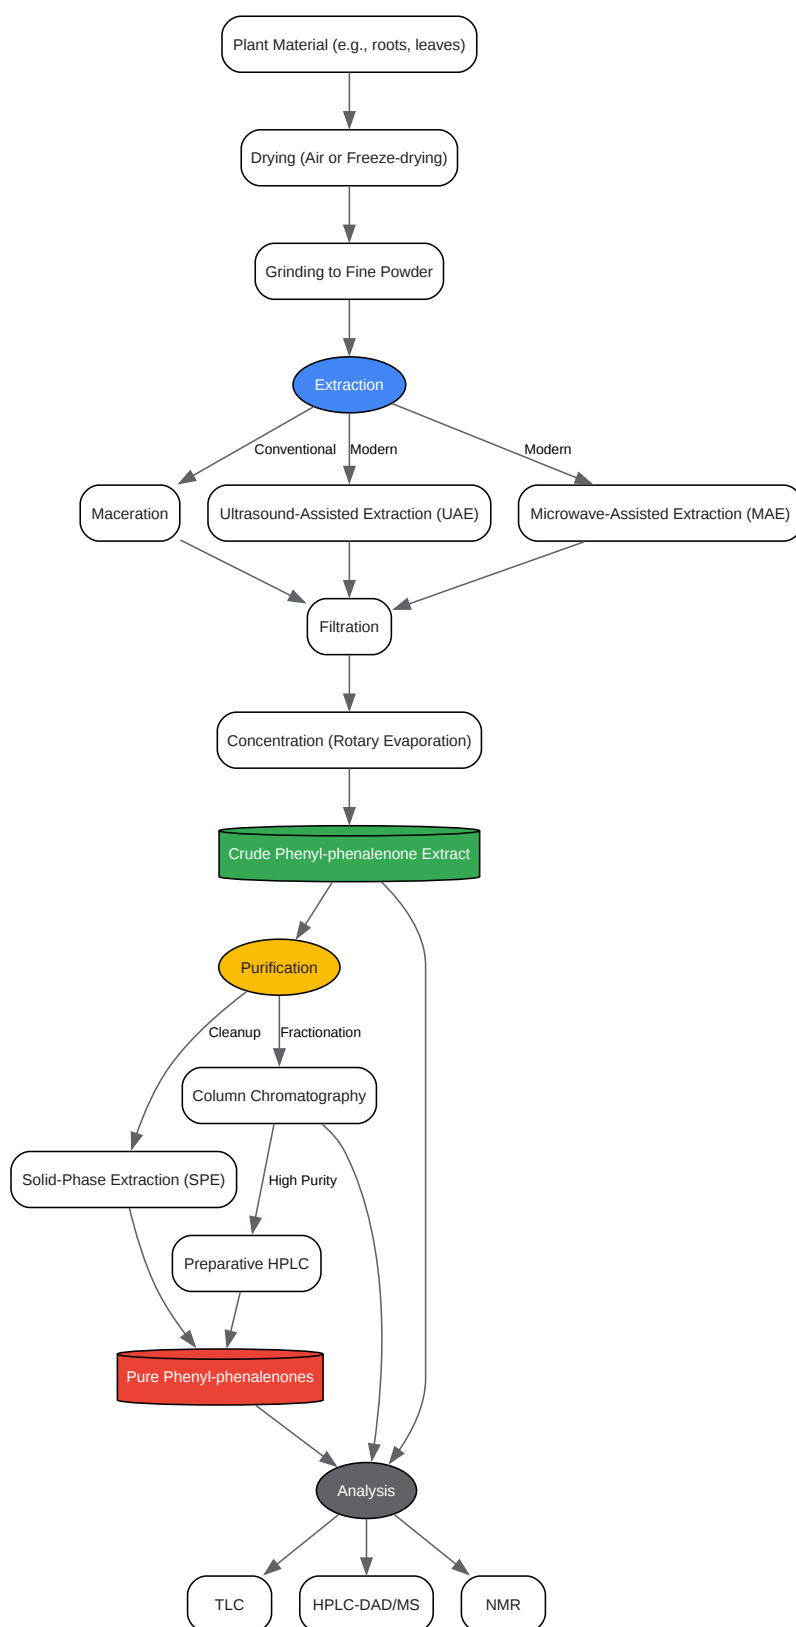 Plant Material (e.g., roots, leaves)
Drying (Air or Freeze-drying)
Grinding to Fine Powder
Extraction
Conventional
Modern
Modern
Maceration
Ultrasound-Assisted Extraction (UAE)
Microwave-Assisted Extraction (MAE)
Filtration
Concentration (Rotary Evaporation)
Crude Phenyl-phalenone Extract
Purification
Cleanup
Fractionation
Column Chromatography
Solid-Phase Extraction (SPE)
High Purity
Preparative HPLC
Pure Phenyl-phalenones
Analysis
TLC
HPLC-DAD/MS
NMR